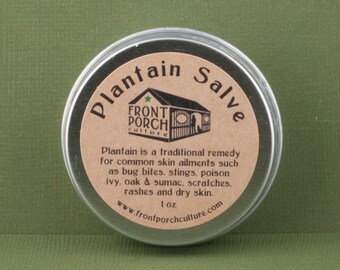 Plantain Salve
FRONT
PORCH
culture
Plantain is a traditional remedy
for common skin ailments such
as bug bites, stings, poison
ivy, oak & sumac, scratches,
rashes and dry skin.
1 oz
www.frontporchculture.com